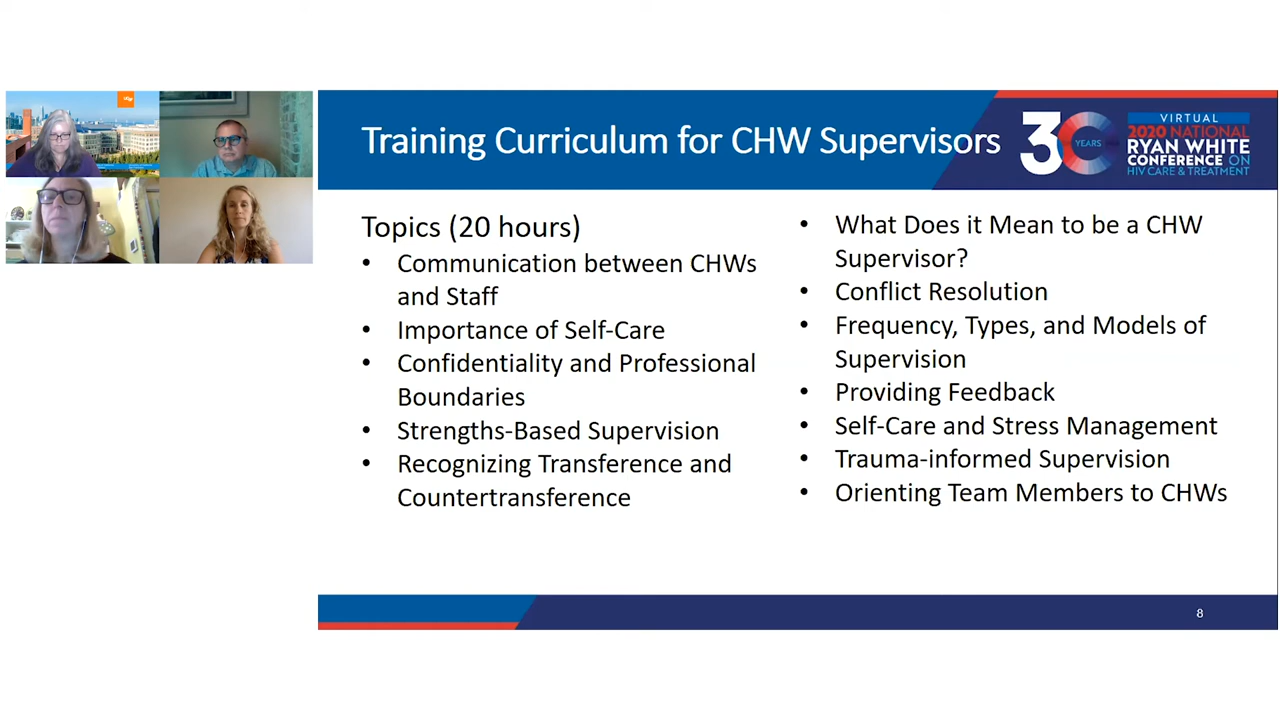 Training Curriculum for CHW Supervisors
30
YEARS
VIRTUAL
2020 NATIONAL
RYAN WHITE
CONFERENCE ON
HIV CARE & TREATMENT
Topics (20 hours)
• Communication between CHWs
and Staff
• Importance of Self-Care
• Confidentiality and Professional
Boundaries
• Strengths-Based Supervision
• Recognizing Transference and
Countertransference
• What Does it Mean to be a CHW
Supervisor?
• Conflict Resolution
• Frequency, Types, and Models of
Supervision
• Providing Feedback
• Self-Care and Stress Management
• Trauma-informed Supervision
• Orienting Team Members to CHWs
8